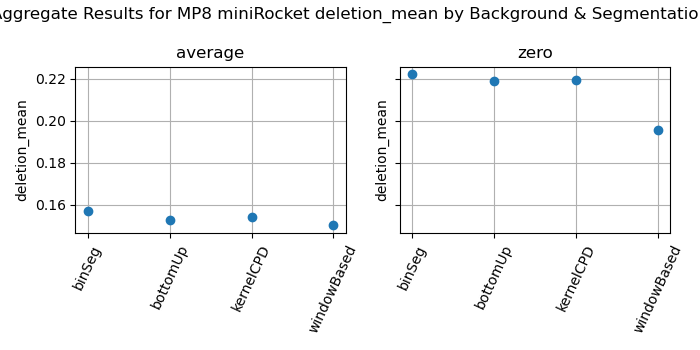 Aggregate Results for MP8 miniRocket deletion_mean by Background & Segmentatio
average
zero
deletion_mean
0.22
0.20
0.18
0.16
binSeg
bottomUp
kernelCPD
windowBased
deletion_mean
binSeg
bottomUp
kernelCPD
windowBased